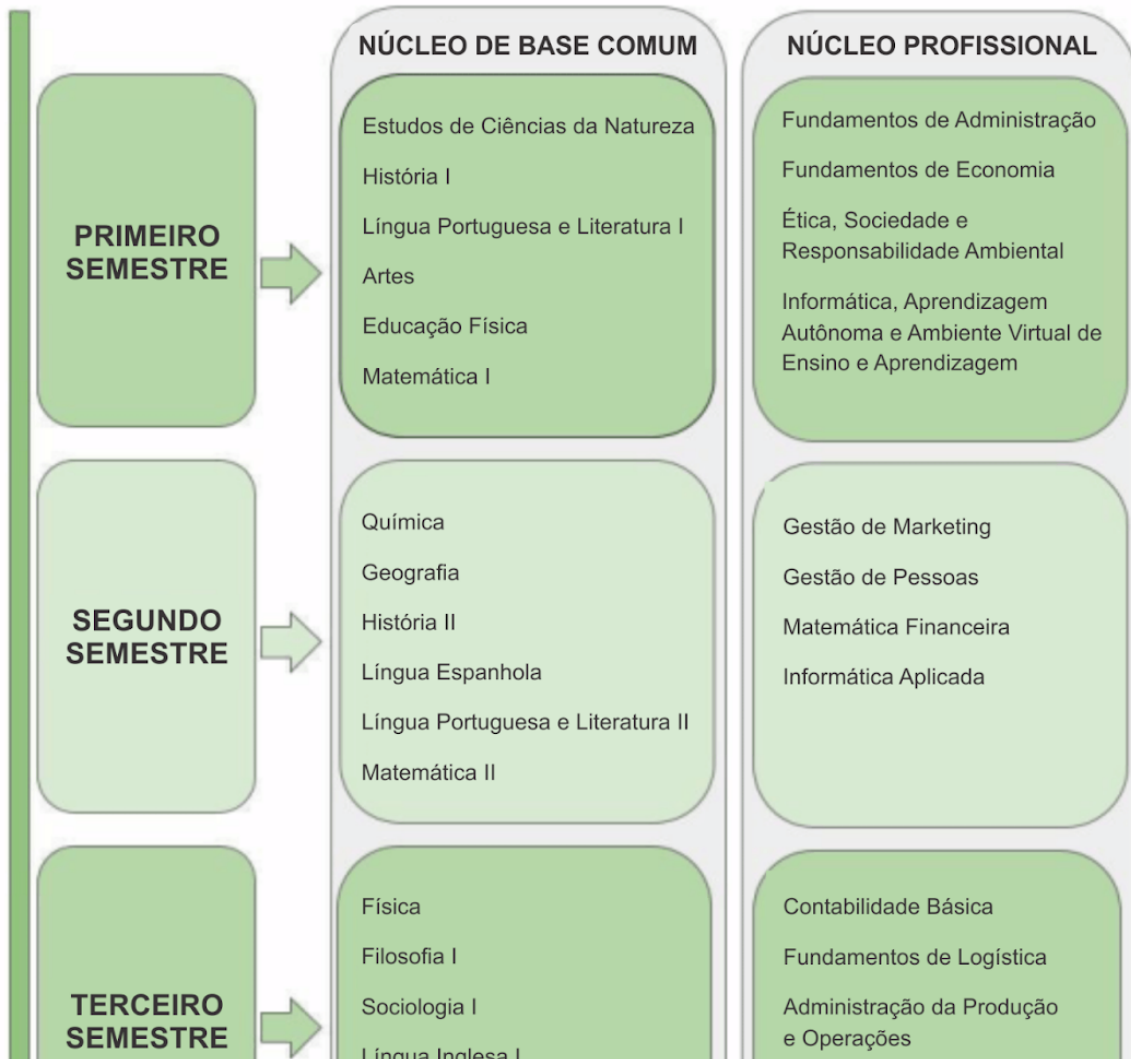 NÚCLEO DE BASE COMUM
NÚCLEO PROFISSIONAL
PRIMEIRO
SEMESTRE
Estudos de Ciências da Natureza
História I
Língua Portuguesa e Literatura I
Artes
Educação Física
Matemática I
Fundamentos de Administração
Fundamentos de Economia
Ética, Sociedade e
Responsabilidade Ambiental
Informática, Aprendizagem
Autônoma e Ambiente Virtual de
Ensino e Aprendizagem
SEGUNDO
SEMESTRE
Química
Geografia
História II
Língua Espanhola
Língua Portuguesa e Literatura II
Matemática II
Gestão de Marketing
Gestão de Pessoas
Matemática Financeira
Informática Aplicada
TERCEIRO
SEMESTRE
Física
Filosofia I
Sociologia I
Língua Inglesa I
Contabilidade Básica
Fundamentos de Logística
Administração da Produção
e Operações